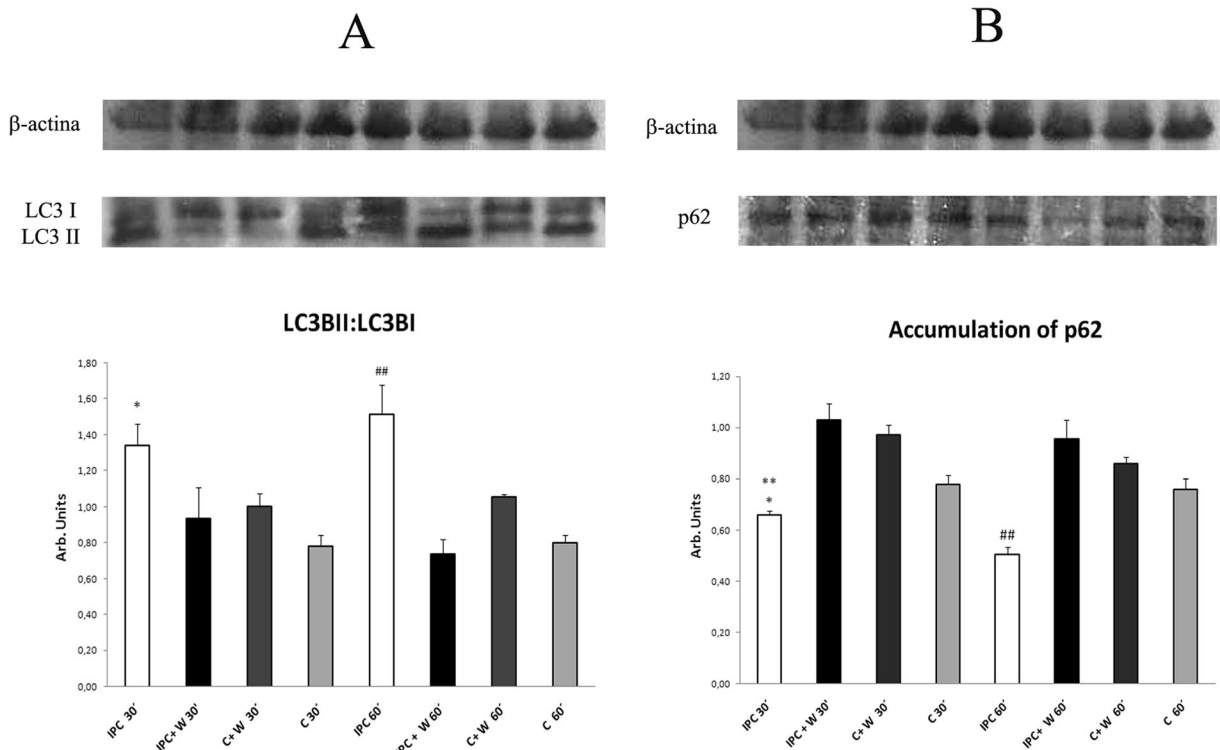 A
β-actina
LC3 I
LC3 II
LC3BII:LC3BI
Arb. Units
1,80
1,60
1,40
1,20
1,00
0,80
0,60
0,40
0,20
0,00
*
##
IPC 30´
IPC+ W 30´
C+ W 30´
C 30´
IPC 60´
IPC+ W 60´
C+ W 60´
C 60´
B
β-actina
p62
Accumulation of p62
Arb. Units
1,20
1,00
0,80
0,60
0,40
0,20
0,00
**
*
##
IPC 30´
IPC+ W 30´
C+ W 30´
C 30´
IPC 60´
IPC+ W 60´
C+ W 60´
C 60´